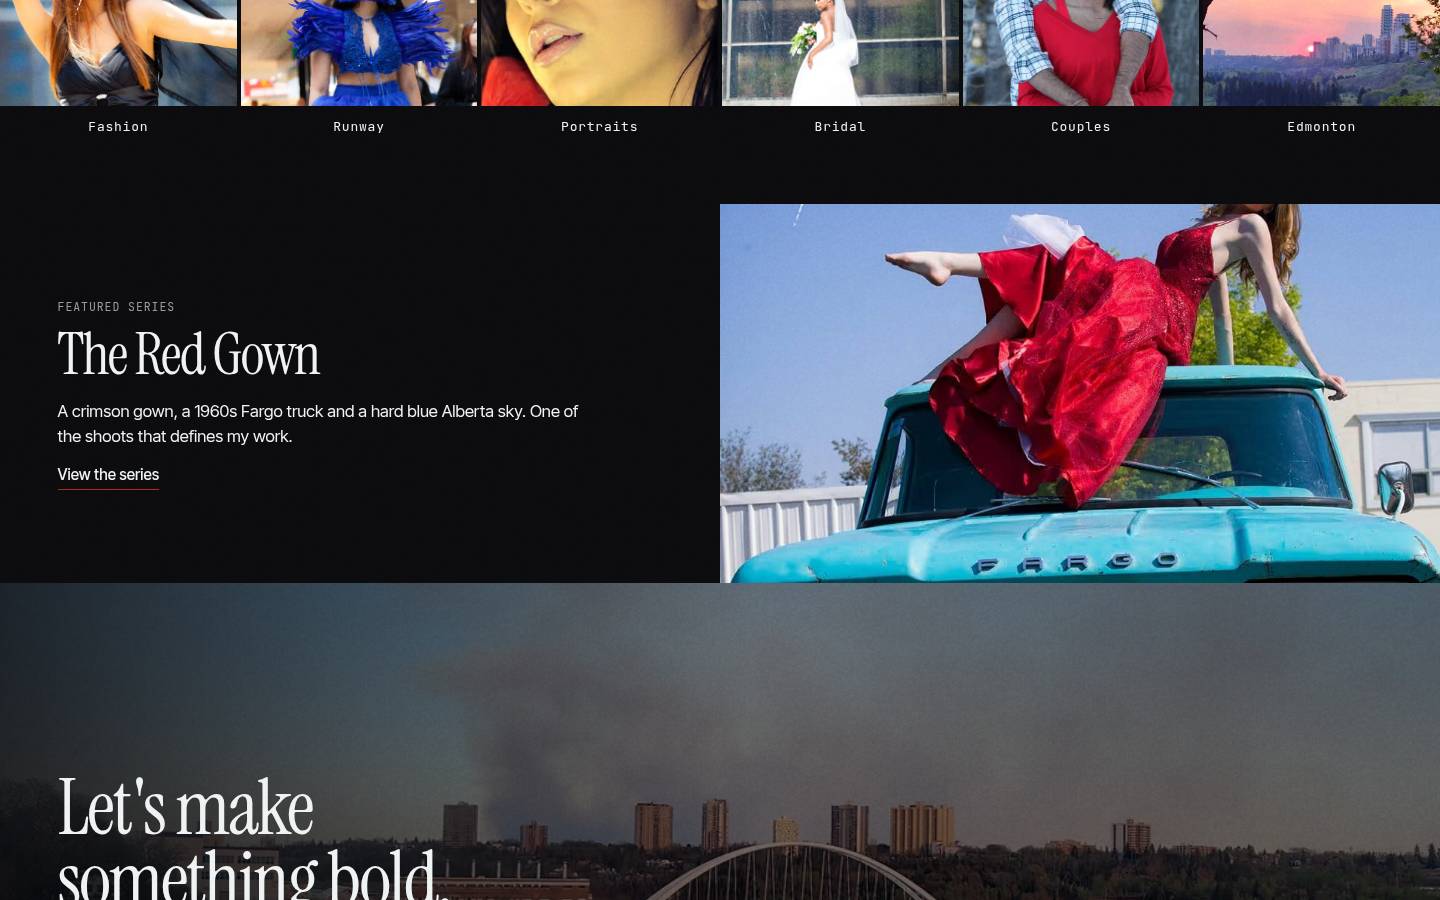 Fashion
Runway
Portraits
Bridal
Couples
Edmonton
FEATURED SERIES
The Red Gown
A crimson gown, a 1960s Fargo truck and a hard blue Alberta sky. One of
the shoots that defines my work.
View the series
FARGO
Let's make
something bold.